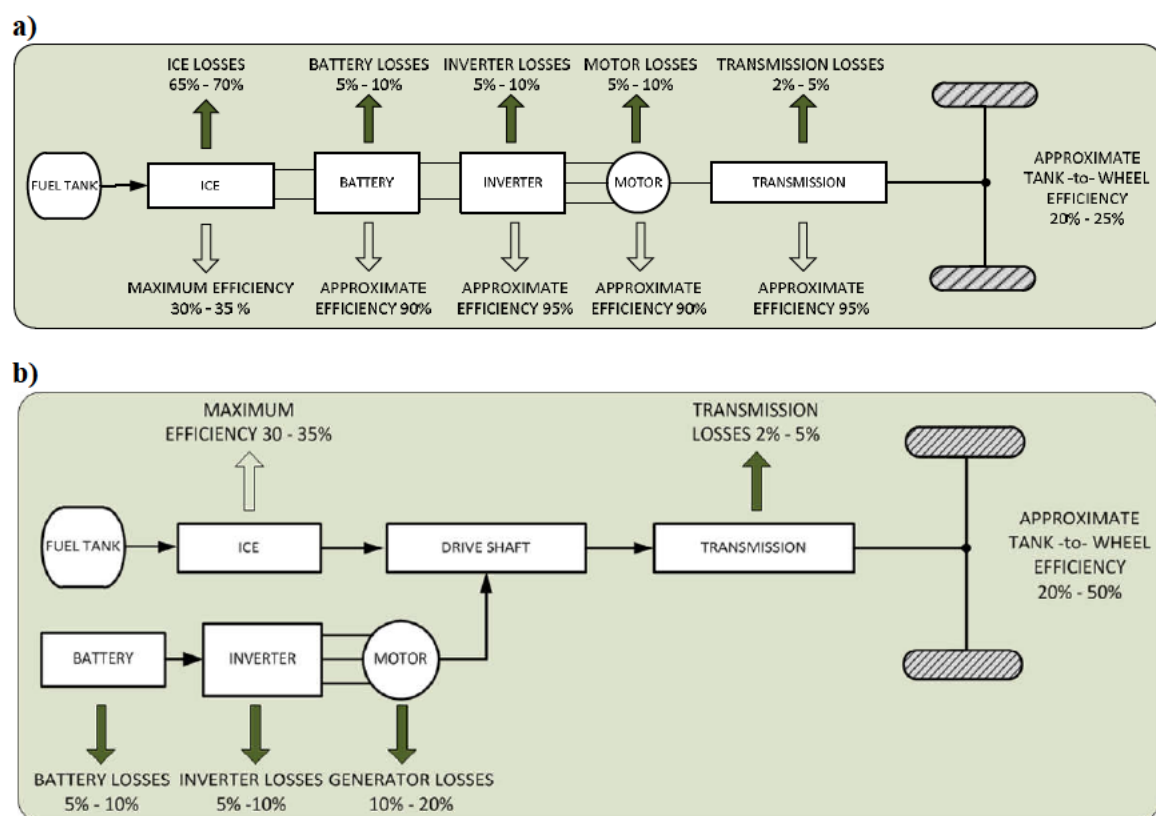 a)
ICE LOSSES
65% - 70%
BATTERY LOSSES
5% - 10%
INVERTER LOSSES
5% - 10%
MOTOR LOSSES
5% - 10%
TRANSMISSION LOSSES
2% - 5%
FUEL TANK
ICE
BATTERY
INVERTER
MOTOR
TRANSMISSION
APPROXIMATE
TANK -to- WHEEL
EFFICIENCY
20% - 25%
MAXIMUM EFFICIENCY
30% - 35 %
APPROXIMATE
EFFICIENCY 90%
APPROXIMATE
EFFICIENCY 95%
APPROXIMATE
EFFICIENCY 90%
APPROXIMATE
EFFICIENCY 95%
b)
MAXIMUM
EFFICIENCY 30 - 35%
TRANSMISSION
LOSSES 2% - 5%
FUEL TANK
ICE
DRIVE SHAFT
TRANSMISSION
APPROXIMATE
TANK -to- WHEEL
EFFICIENCY
20% - 50%
BATTERY
INVERTER
MOTOR
BATTERY LOSSES
5% - 10%
INVERTER LOSSES
5% -10%
GENERATOR LOSSES
10% - 20%